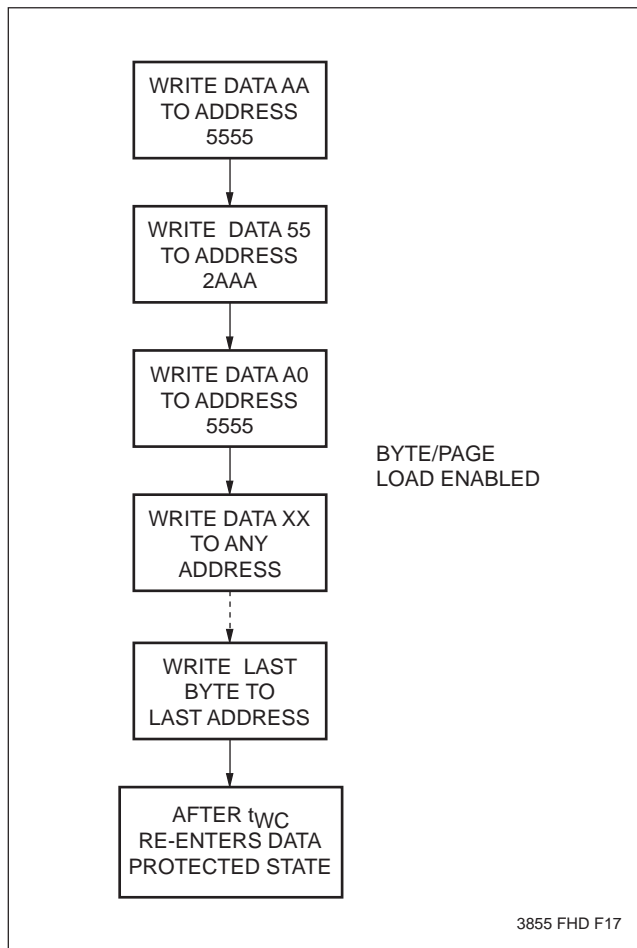 WRITE DATA AA
TO ADDRESS
5555
WRITE DATA 55
TO ADDRESS
2AAA
WRITE DATA A0
TO ADDRESS
5555
BYTE/PAGE
LOAD ENABLED
WRITE DATA XX
TO ANY
ADDRESS
WRITE LAST
BYTE TO
LAST ADDRESS
AFTER tWC
RE-ENTERS DATA
PROTECTED STATE
3855 FHD F17